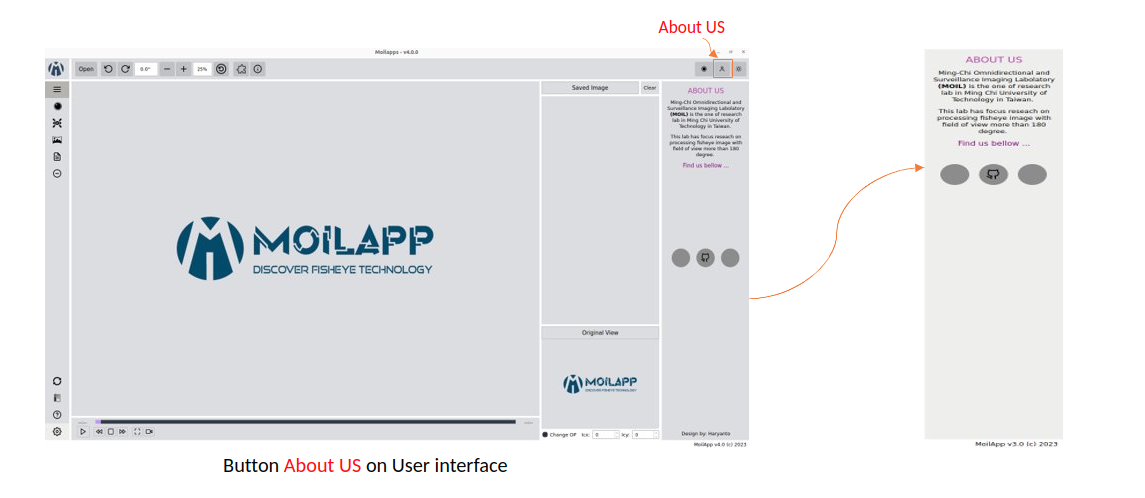 About US
Moilapps - v4.0.0
Open
0.0°
25%
Saved Image
Clear
ABOUT US
Ming-Chi Omnidirectional and
Surveillance Imaging Labolatory
(MOIL) is the one of research
lab in Ming Chi University of
Technology in Taiwan.
This lab has focus reseach on
processing fisheye image with
field of view more than 180
degree.
Find us bellow ...
MOILAPP
DISCOVER FISHEYE TECHNOLOGY
Original View
MOILAPP
DISCOVER FISHEYE TECHNOLOGY
Change OP Icx: 0 Icy: 0
Design by: Haryanto
MoilApp v4.0 (c) 2023
ABOUT US
Ming-Chi Omnidirectional and
Surveillance Imaging Labolatory
(MOIL) is the one of research
lab in Ming Chi University of
Technology in Taiwan.
This lab has focus reseach on
processing fisheye image with
field of view more than 180
degree.
Find us bellow ...
MoilApp v3.0 (c) 2023
Button About US on User interface